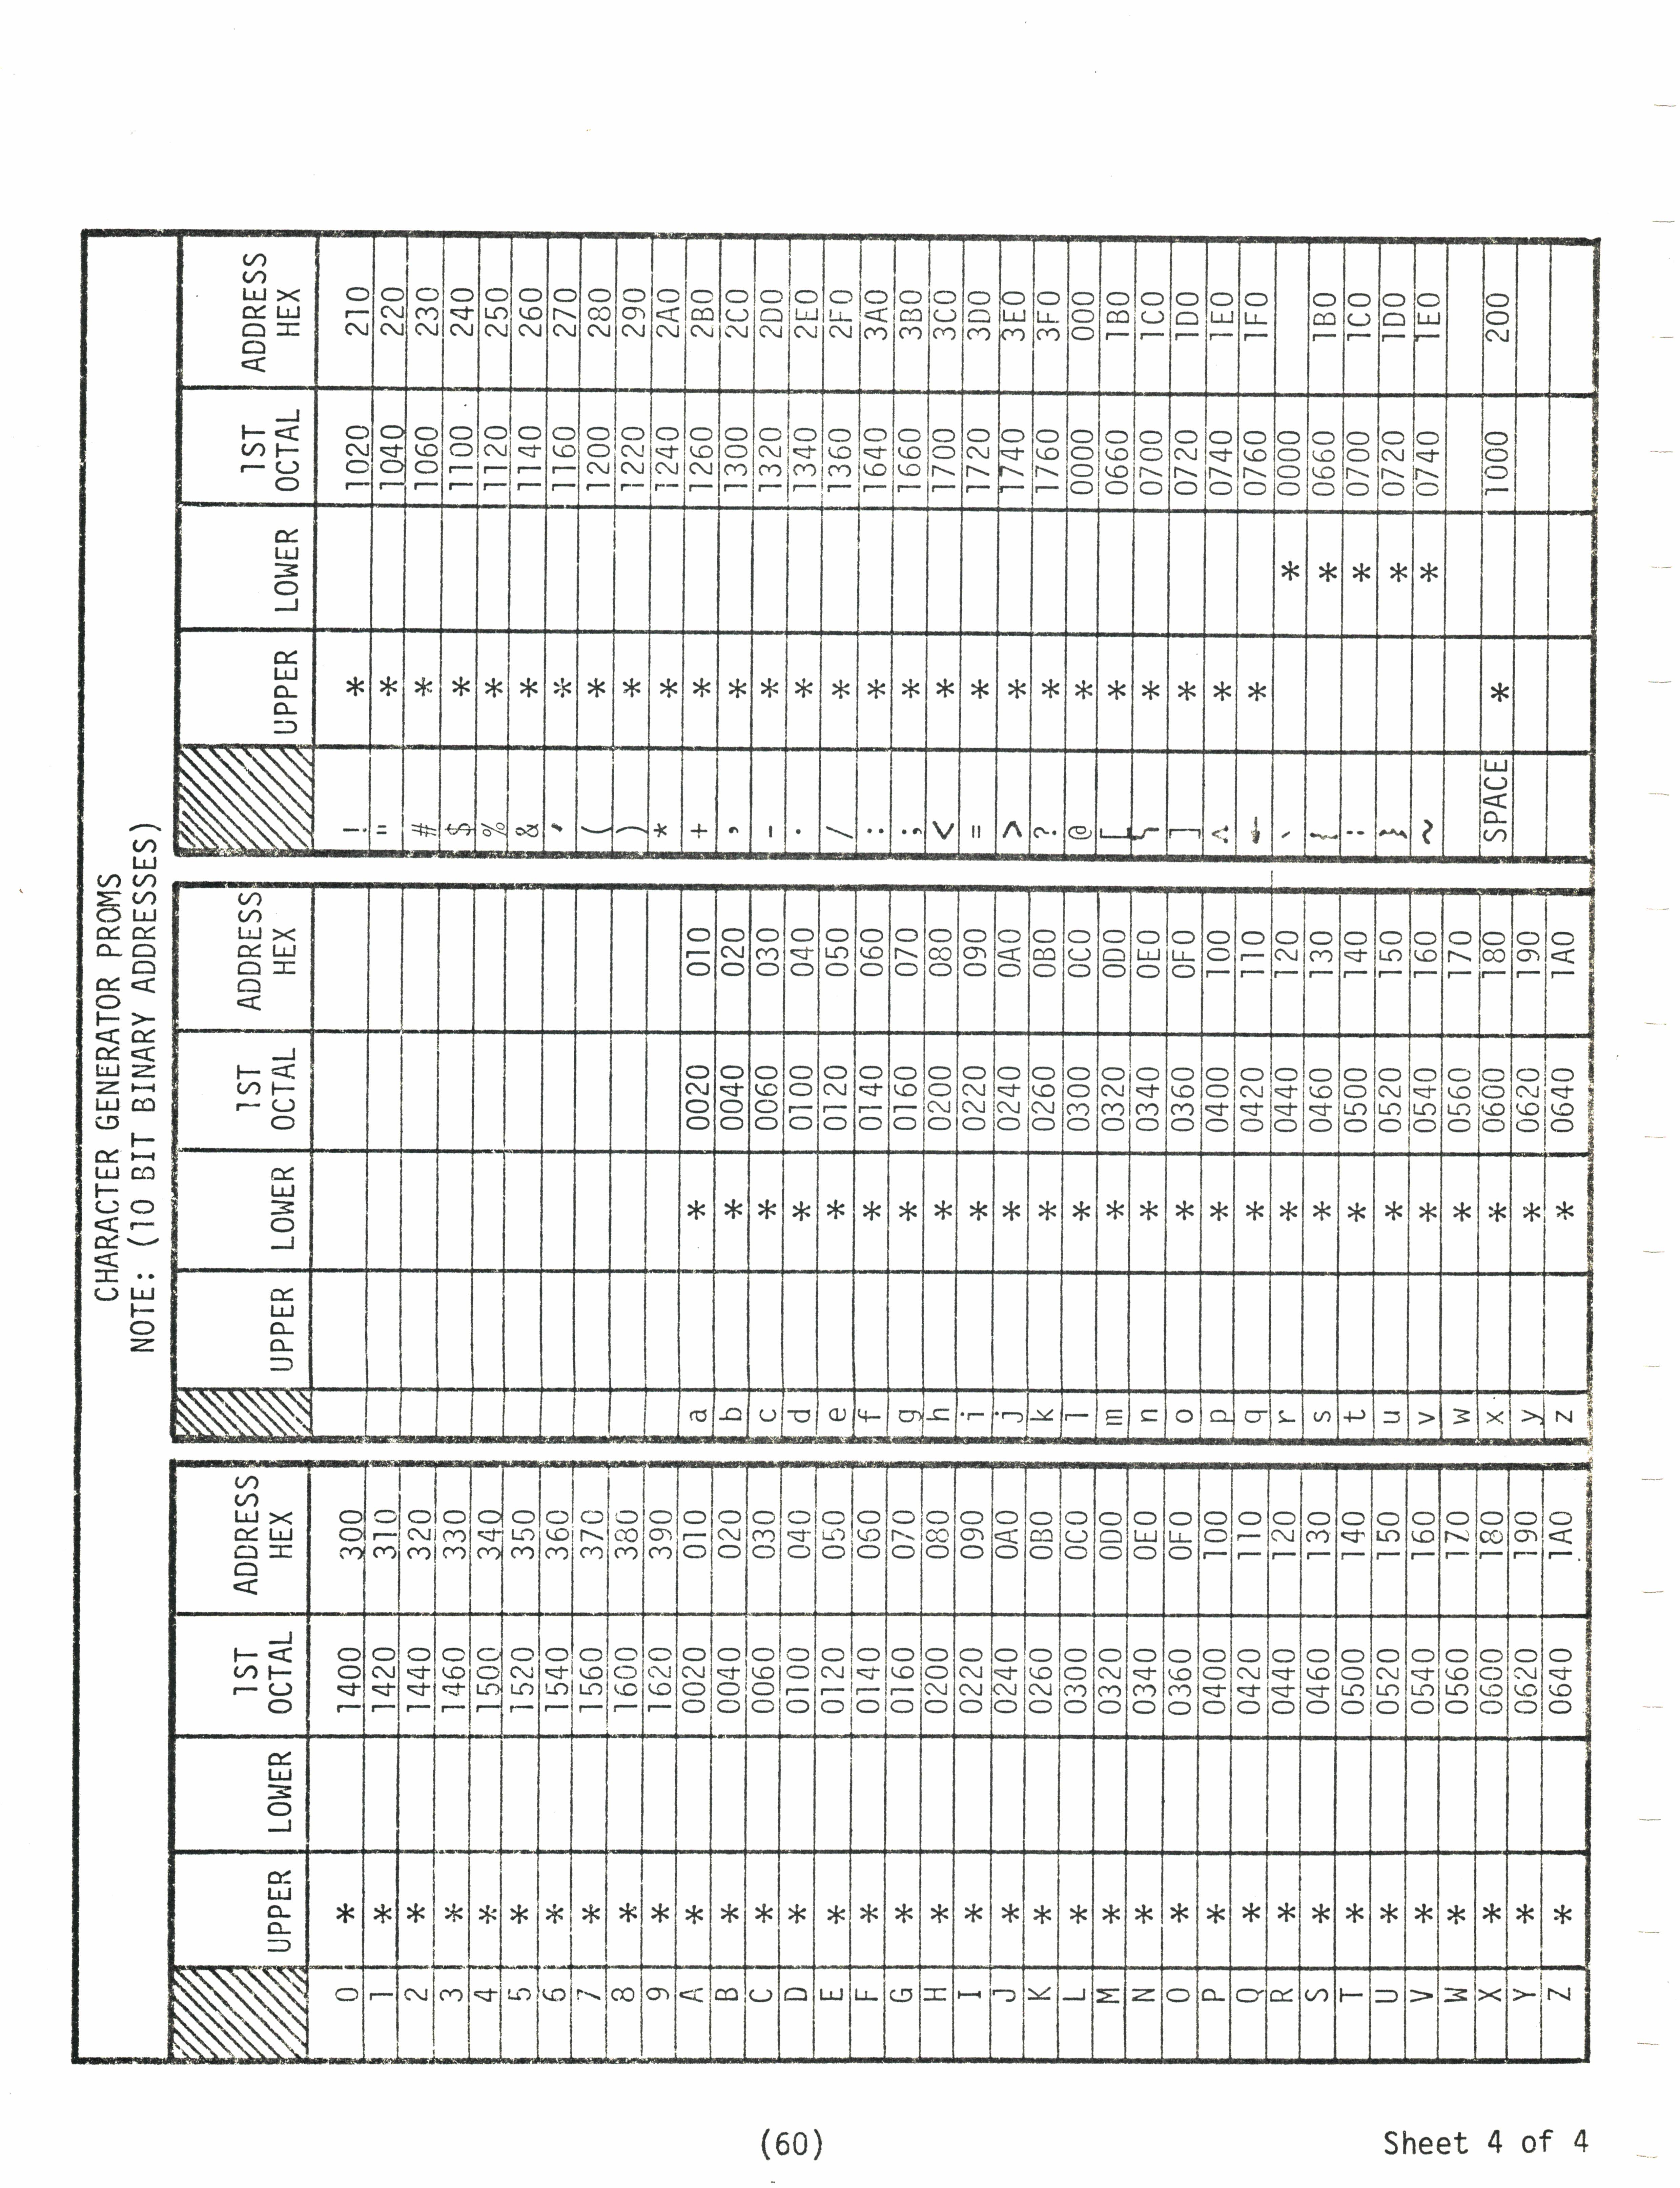 CHARACTER GENERATOR PROMS
NOTE: (10 BIT BINARY ADDRESSES)
UPPER LOWER 1ST OCTAL ADDRESS HEX UPPER LOWER 1ST OCTAL ADDRESS HEX UPPER LOWER 1ST OCTAL ADDRESS HEX
0 * 1400 300 ! * 1020 210
1 * 1420 310 " * 1040 220
2 * 1440 320 # * 1060 230
3 * 1460 330 $ * 1100 240
4 * 1500 340 % * 1120 250
5 * 1520 350 & * 1140 260
6 * 1540 360 ' * 1160 270
7 * 1560 370 ( * 1200 280
8 * 1600 380 ) * 1220 290
9 * 1620 390 * * 1240 2A0
A * 0020 010 a * 0020 010 + * 1260 2B0
B * 0040 020 b * 0040 020 , * 1300 2C0
C * 0060 030 c * 0060 030 - * 1320 2D0
D * 0100 040 d * 0100 040 . * 1340 2E0
E * 0120 050 e * 0120 050 / * 1360 2F0
F * 0140 060 f * 0140 060 : * 1640 3A0
G * 0160 070 g * 0160 070 ; * 1660 3B0
H * 0200 080 h * 0200 080 < * 1700 3C0
I * 0220 090 i * 0220 090 = * 1720 3D0
J * 0240 0A0 j * 0240 0A0 > * 1740 3E0
K * 0260 0B0 k * 0260 0B0 ? * 1760 3F0
L * 0300 0C0 l * 0300 0C0 @ * 0000 000
M * 0320 0D0 m * 0320 0D0 [ * 0660 1B0
N * 0340 0E0 n * 0340 0E0 { * 0700 1C0
O * 0360 0F0 o * 0360 0F0 ] * 0720 1D0
P * 0400 100 p * 0400 100 ^ * 0740 1E0
Q * 0420 110 q * 0420 110 ← * 0760 1F0
R * 0440 120 r * 0440 120 ` * 0000
S * 0460 130 s * 0460 130 { * 0660 1B0
T * 0500 140 t * 0500 140 ¦ * 0700 1C0
U * 0520 150 u * 0520 150 } * 0720 1D0
V * 0540 160 v * 0540 160 ~ * 0740 1E0
W * 0560 170 w * 0560 170
X * 0600 180 x * 0600 180 SPACE * 1000 200
Y * 0620 190 y * 0620 190
Z * 0640 1A0 z * 0640 1A0
(60)
Sheet 4 of 4